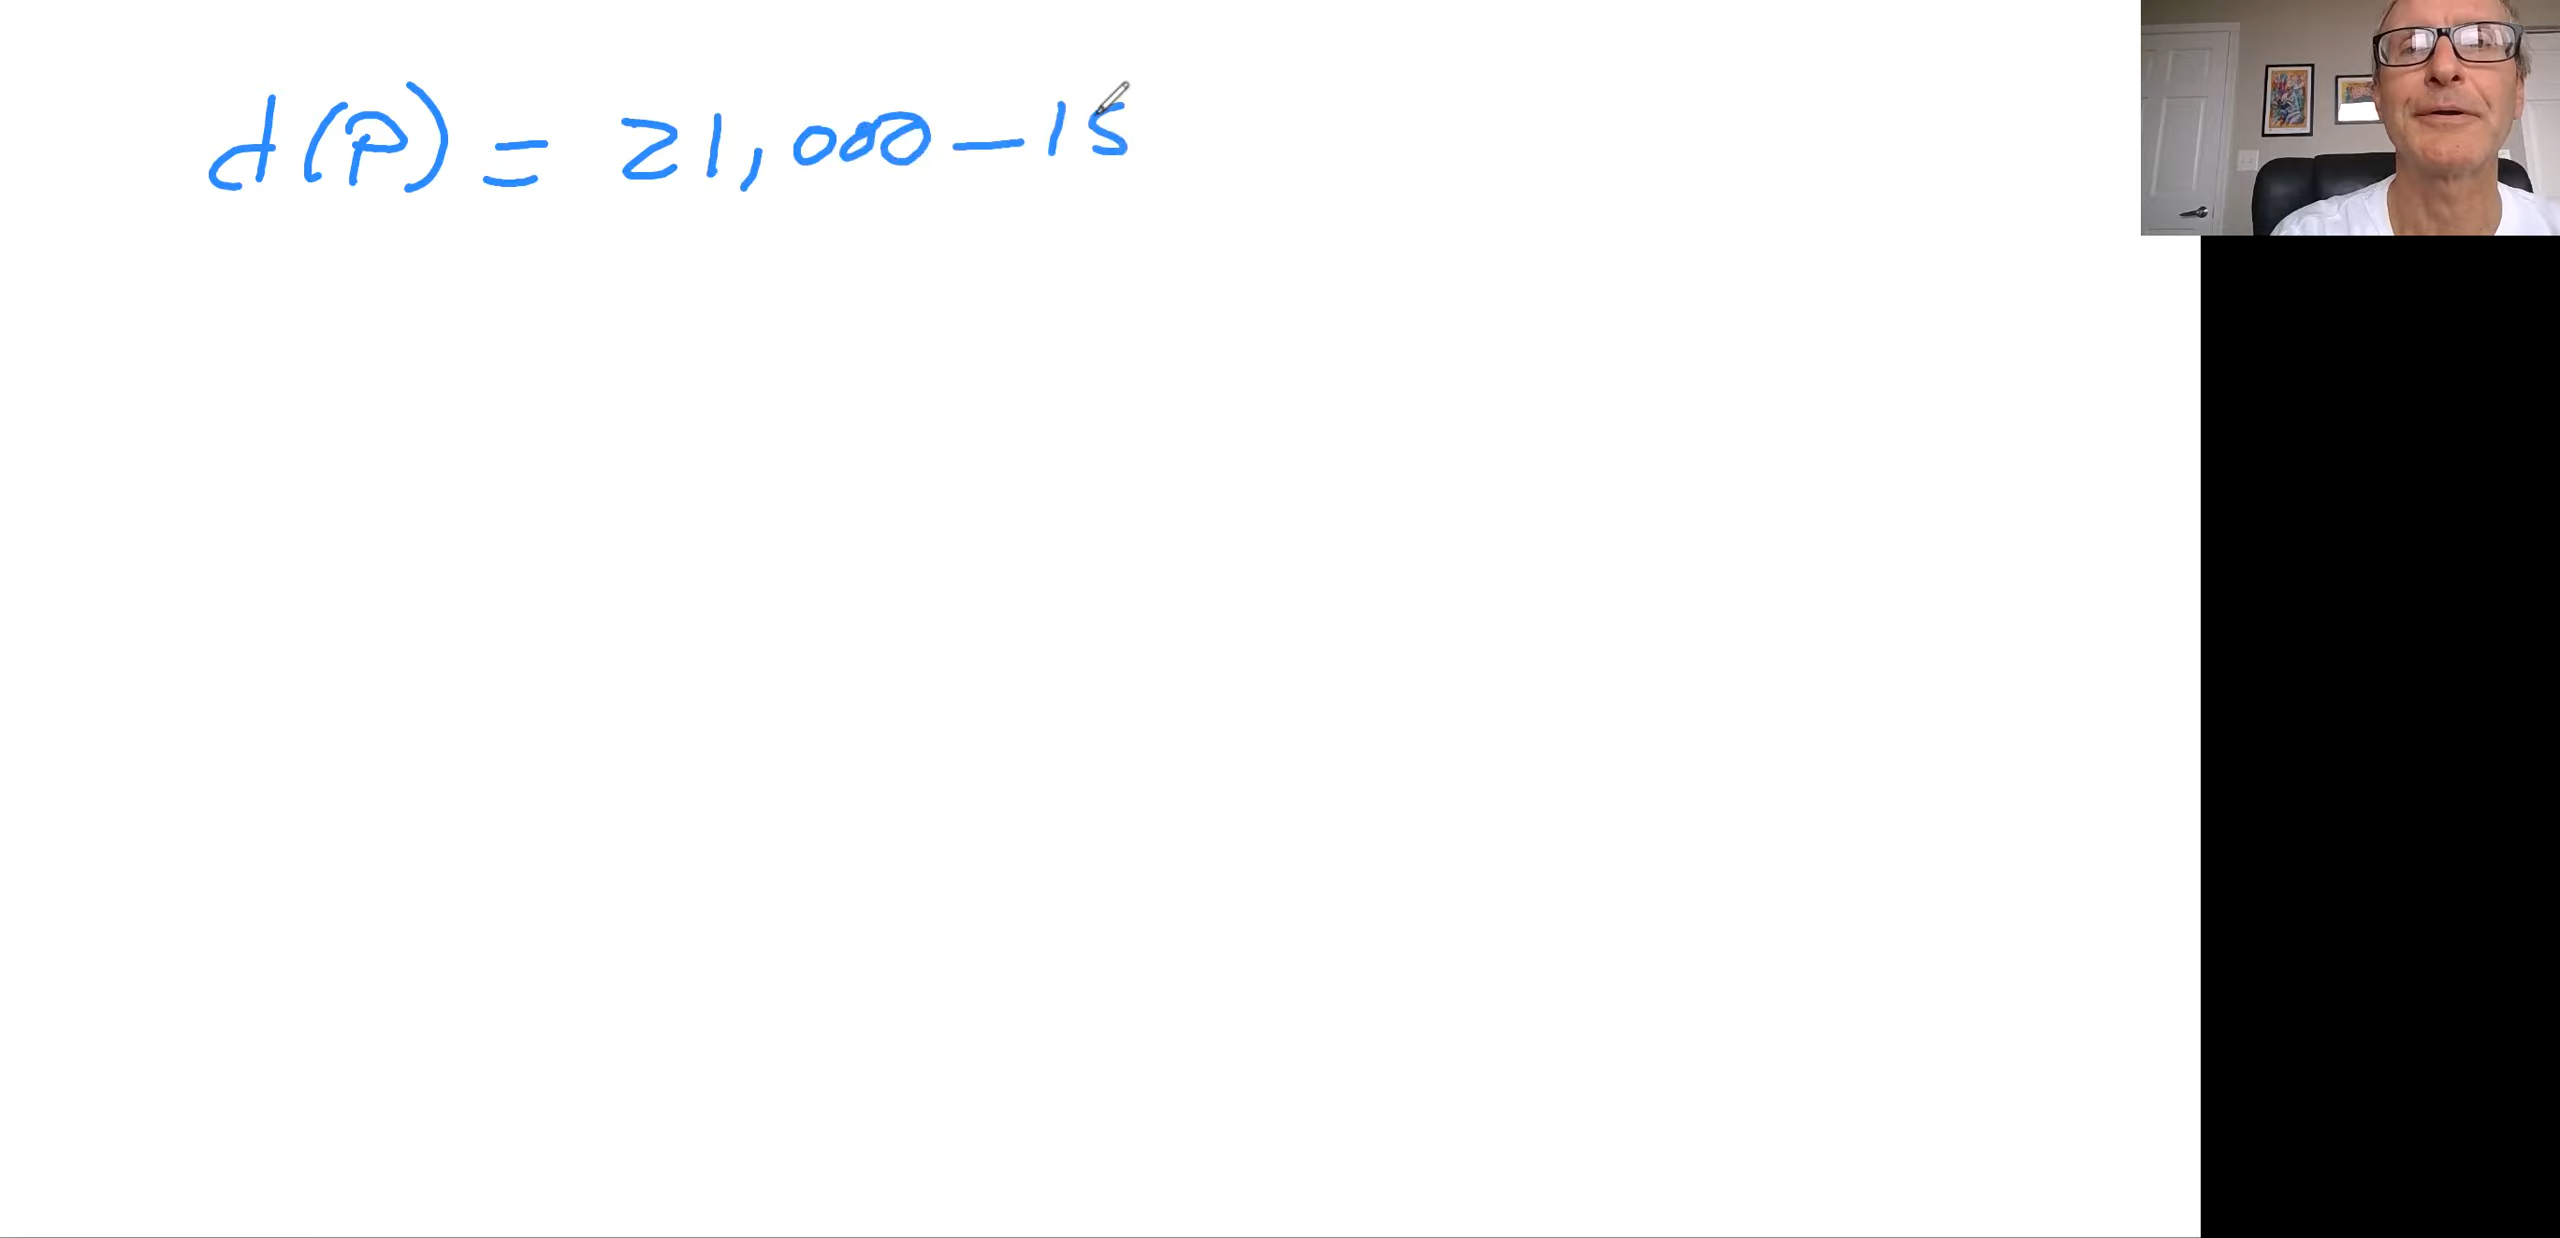 d(P) = 21,000 – 15